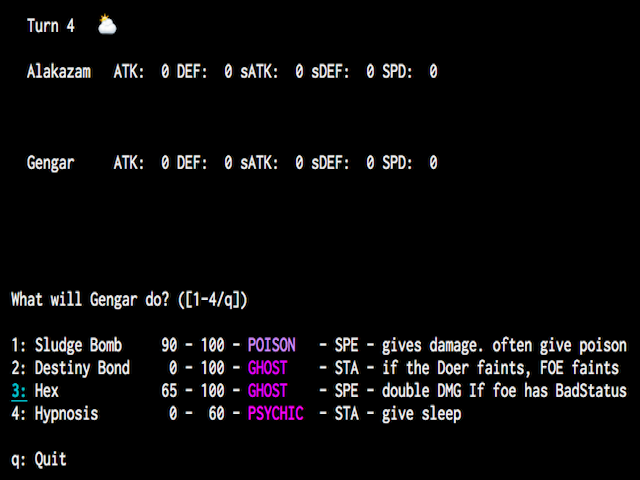 Turn 4
Alakazam ATK: 0 DEF: 0 sATK: 0 sDEF: 0 SPD: 0
Gengar ATK: 0 DEF: 0 sATK: 0 sDEF: 0 SPD: 0
What will Gengar do? ([1-4/q])
1: Sludge Bomb 90 - 100 - POISON - SPE - gives damage. often give poison
2: Destiny Bond 0 - 100 - GHOST - STA - if the Doer faints, FOE faints
3: Hex 65 - 100 - GHOST - SPE - double DMG If foe has BadStatus
4: Hypnosis 0 - 60 - PSYCHIC - STA - give sleep
q: Quit